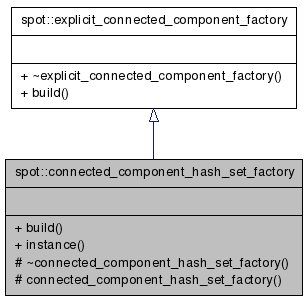 spot::explicit_connected_component_factory
+ ~explicit_connected_component_factory()
+ build()
spot::connected_component_hash_set_factory
+ build()
+ instance()
# ~connected_component_hash_set_factory()
# connected_component_hash_set_factory()